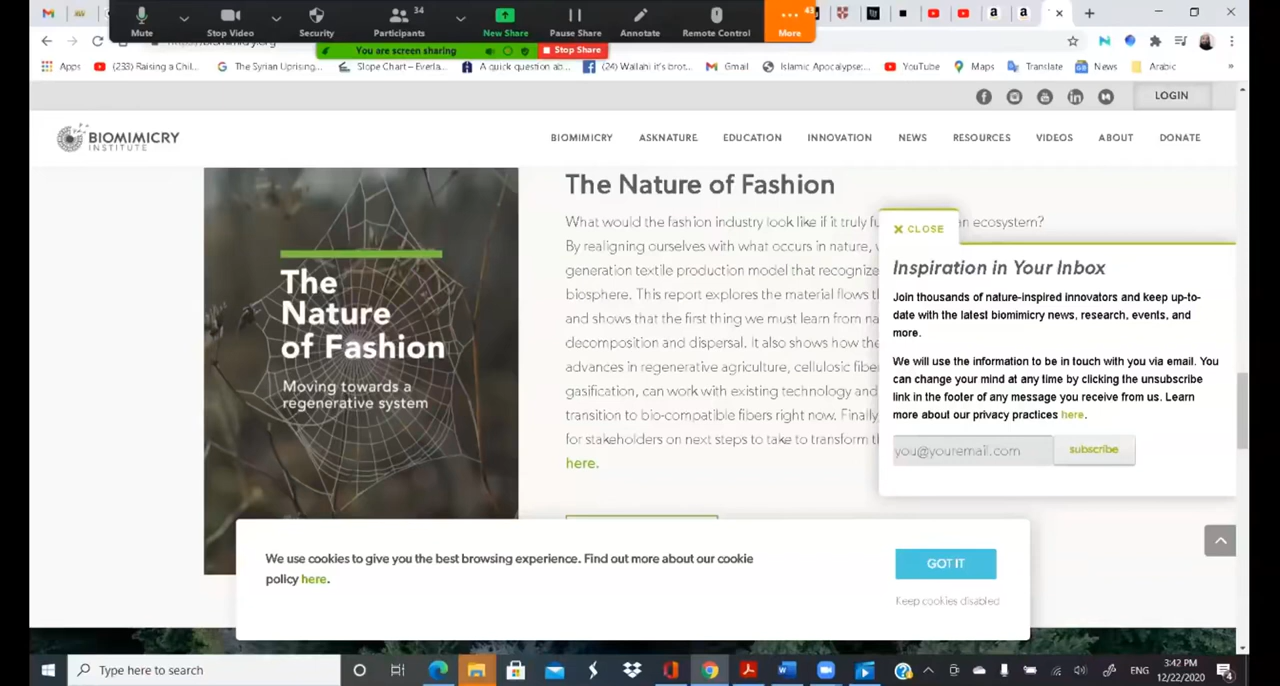 34
43
Mute
Stop Video
Security
Participants
New Share
Pause Share
Annotate
Remote Control
More
You are screen sharing
Stop Share
Apps
(233) Raising a Chil...
The Syrian Uprising...
Slope Chart – Everla...
A quick question ab...
(24) Wallahi it's brot...
Gmail
Islamic Apocalypse:...
YouTube
Maps
Translate
News
Arabic
»
LOGIN
BIOMIMICRY
INSTITUTE
BIOMIMICRY
ASKNATURE
EDUCATION
INNOVATION
NEWS
RESOURCES
VIDEOS
ABOUT
DONATE
The
Nature
of Fashion
Moving towards a
regenerative system
The Nature of Fashion
What would the fashion industry look like if it truly fu n ecosystem?
By realigning ourselves with what occurs in nature,
generation textile production model that recognize
biosphere. This report explores the material flows th
and shows that the first thing we must learn from na
decomposition and dispersal. It also shows how the
advances in regenerative agriculture, cellulosic fiber
gasification, can work with existing technology and
transition to bio-compatible fibers right now. Finally
for stakeholders on next steps to take to transform th
here.
CLOSE
Inspiration in Your Inbox
Join thousands of nature-inspired innovators and keep up-to-
date with the latest biomimicry news, research, events, and
more.
We will use the information to be in touch with you via email. You
can change your mind at any time by clicking the unsubscribe
link in the footer of any message you receive from us. Learn
more about our privacy practices here.
you@youremail.com
subscribe
We use cookies to give you the best browsing experience. Find out more about our cookie
policy here.
GOT IT
Keep cookies disabled
Type here to search
ENG
3:42 PM
12/22/2020
4